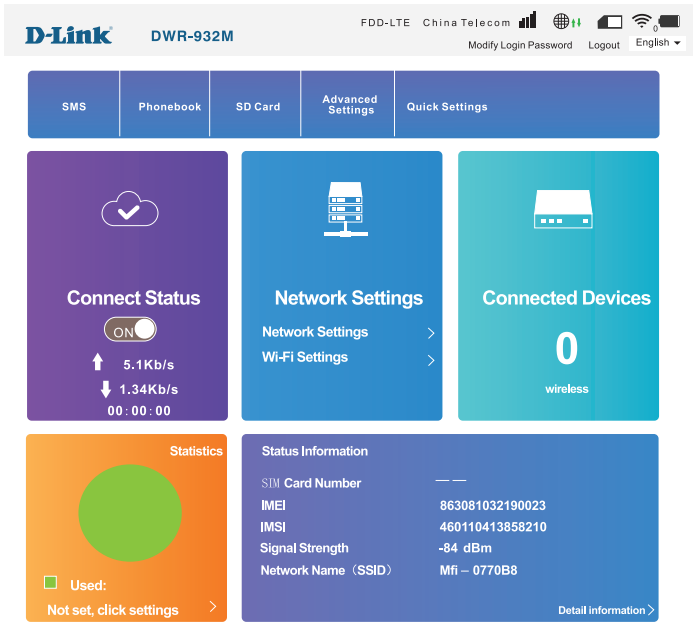 FDD-LTE China Telecom
0
D-Link DWR-932M
Modify Login Password Logout English
SMS Phonebook SD Card Advanced Settings Quick Settings
Connect Status
ON
5.1Kb/s
1.34Kb/s
00:00:00
Network Settings
Network Settings >
Wi-Fi Settings >
Connected Devices
0
wireless
Statistics
Used:
Not set, click settings >
Status Information
SIM Card Number — —
IMEI 863081032190023
IMSI 460110413858210
Signal Strength -84 dBm
Network Name（SSID） Mfi – 0770B8
Detail information >